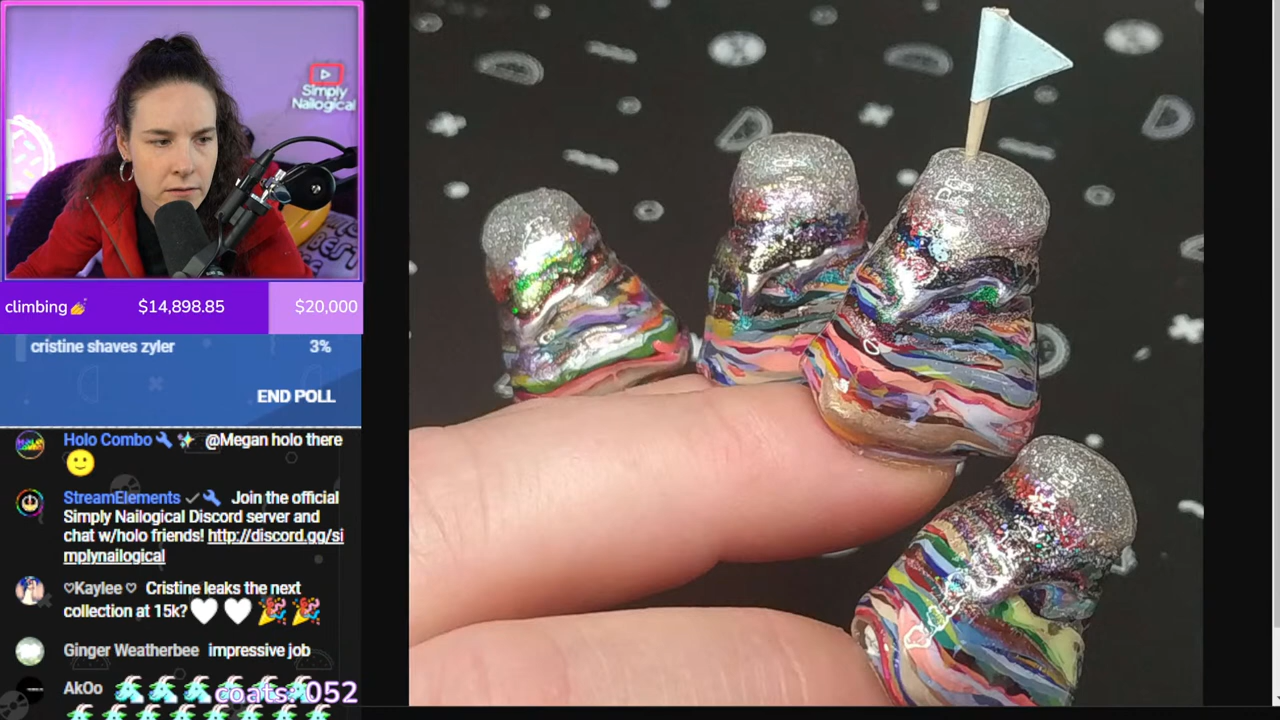 Simply
Nailogical
climbing💅 $14,898.85 $20,000
cristine shaves zyler 3%
END POLL
Holo Combo @Megan holo there
🙂
StreamElements Join the official
Simply Nailogical Discord server and
chat w/holo friends! http://discord.gg/si
mplynailogical
♡Kaylee♡ Cristine leaks the next
collection at 15k?🤍🤍🎉🎉
Ginger Weatherbee impressive job
AkOo
coats: 052